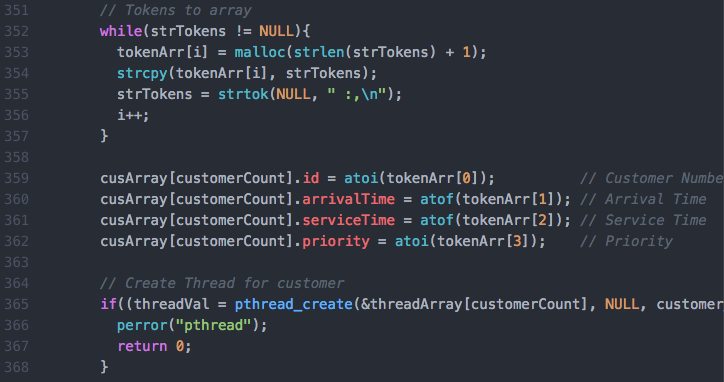 351 // Tokens to array
352 while(strTokens != NULL){
353 tokenArr[i] = malloc(strlen(strTokens) + 1);
354 strcpy(tokenArr[i], strTokens);
355 strTokens = strtok(NULL, " :,\n");
356 i++;
357 }
358
359 cusArray[customerCount].id = atoi(tokenArr[0]); // Customer Numbe
360 cusArray[customerCount].arrivalTime = atof(tokenArr[1]); // Arrival Time
361 cusArray[customerCount].serviceTime = atof(tokenArr[2]); // Service Time
362 cusArray[customerCount].priority = atoi(tokenArr[3]); // Priority
363
364 // Create Thread for customer
365 if((threadVal = pthread_create(&threadArray[customerCount], NULL, customer
366 perror("pthread");
367 return 0;
368 }